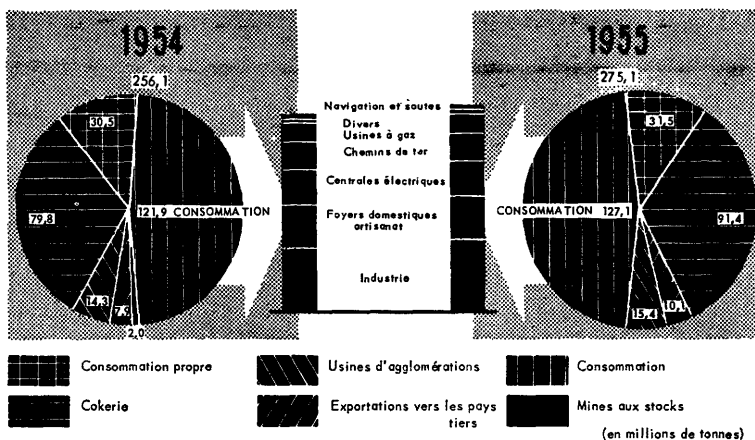 1954
1955
256,1
275,1
30,5
79,8
14,3
2,0
121,9 CONSOMMATION
Navigation et soutes
Divers
Usines à gaz
Chemins de fer
Centrales électriques
Foyers domestiques
artisanat
Industrie
CONSOMMATION 127,1
31,5
91,4
10,1
15,4
Consommation propre
Usines d'agglomérations
Consommation
Cokerie
Exportations vers les pays
tiers
Mines aux stocks
(en millions de tonnes)